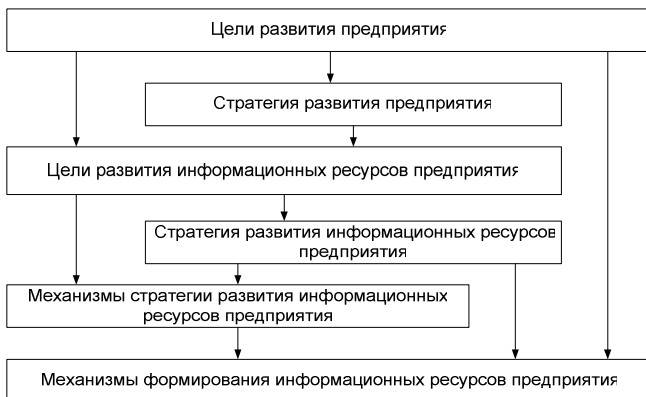 Цели развития предприятия
Стратегия развития предприятия
Цели развития информационных ресурсов предприятия
Стратегия развития информационных ресурсов
предприятия
Механизмы стратегии развития информационных
ресурсов предприятия
Механизмы формирования информационных ресурсов предприятия